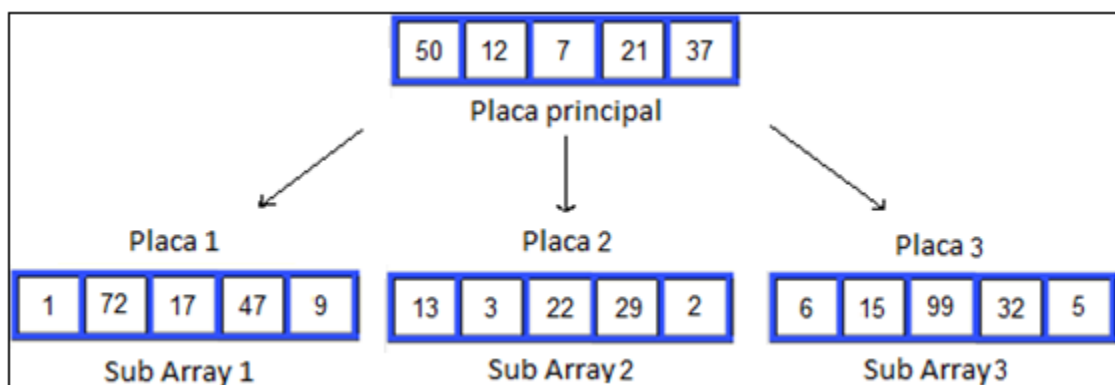 50 12 7 21 37
Placa principal
Placa 1 Placa 2 Placa 3
1 72 17 47 9 13 3 22 29 2 6 15 99 32 5
Sub Array 1 Sub Array 2 Sub Array 3